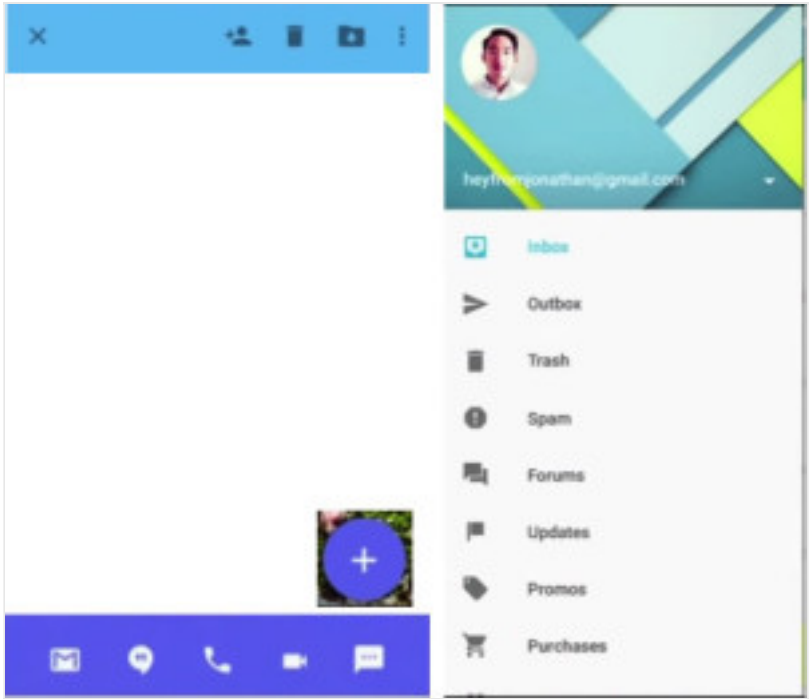 heyfromjonathan@gmail.com
Inbox
Outbox
Trash
Spam
Forums
Updates
Promos
Purchases